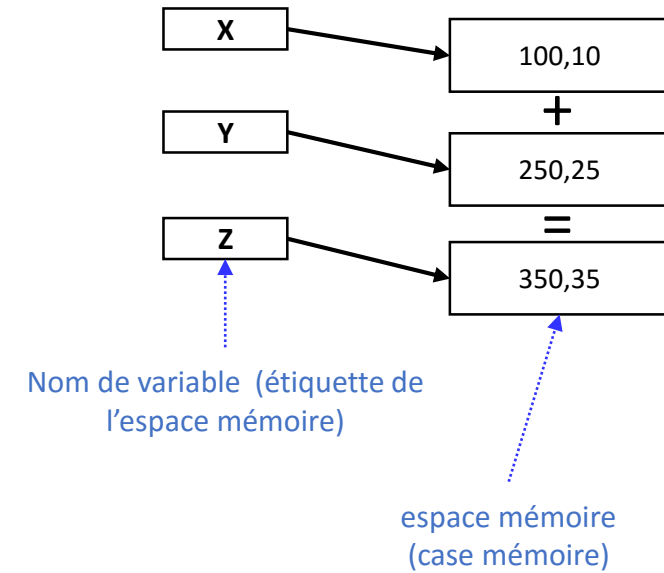 X
100,10
+
Y
250,25
=
Z
350,35
Nom de variable (étiquette de
l'espace mémoire)
espace mémoire
(case mémoire)